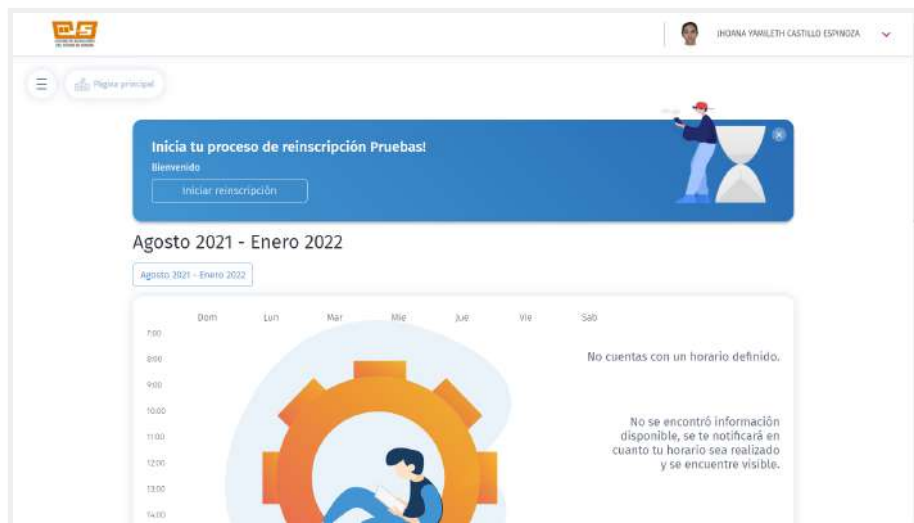 JHOANA YAMILETH CASTILLO ESPINOZA
Página principal
Inicia tu proceso de reinscripción Pruebas!
Bienvenido
Iniciar reinscripción
Agosto 2021 - Enero 2022
Agosto 2021 - Enero 2022
Dom Lun Mar Mie Jue Vie Sab
7:00
8:00
No cuentas con un horario definido.
9:00
10:00
No se encontró información
11:00
disponible, se te notificará en
cuanto tu horario sea realizado
12:00
y se encuentre visible.
13:00
14:00